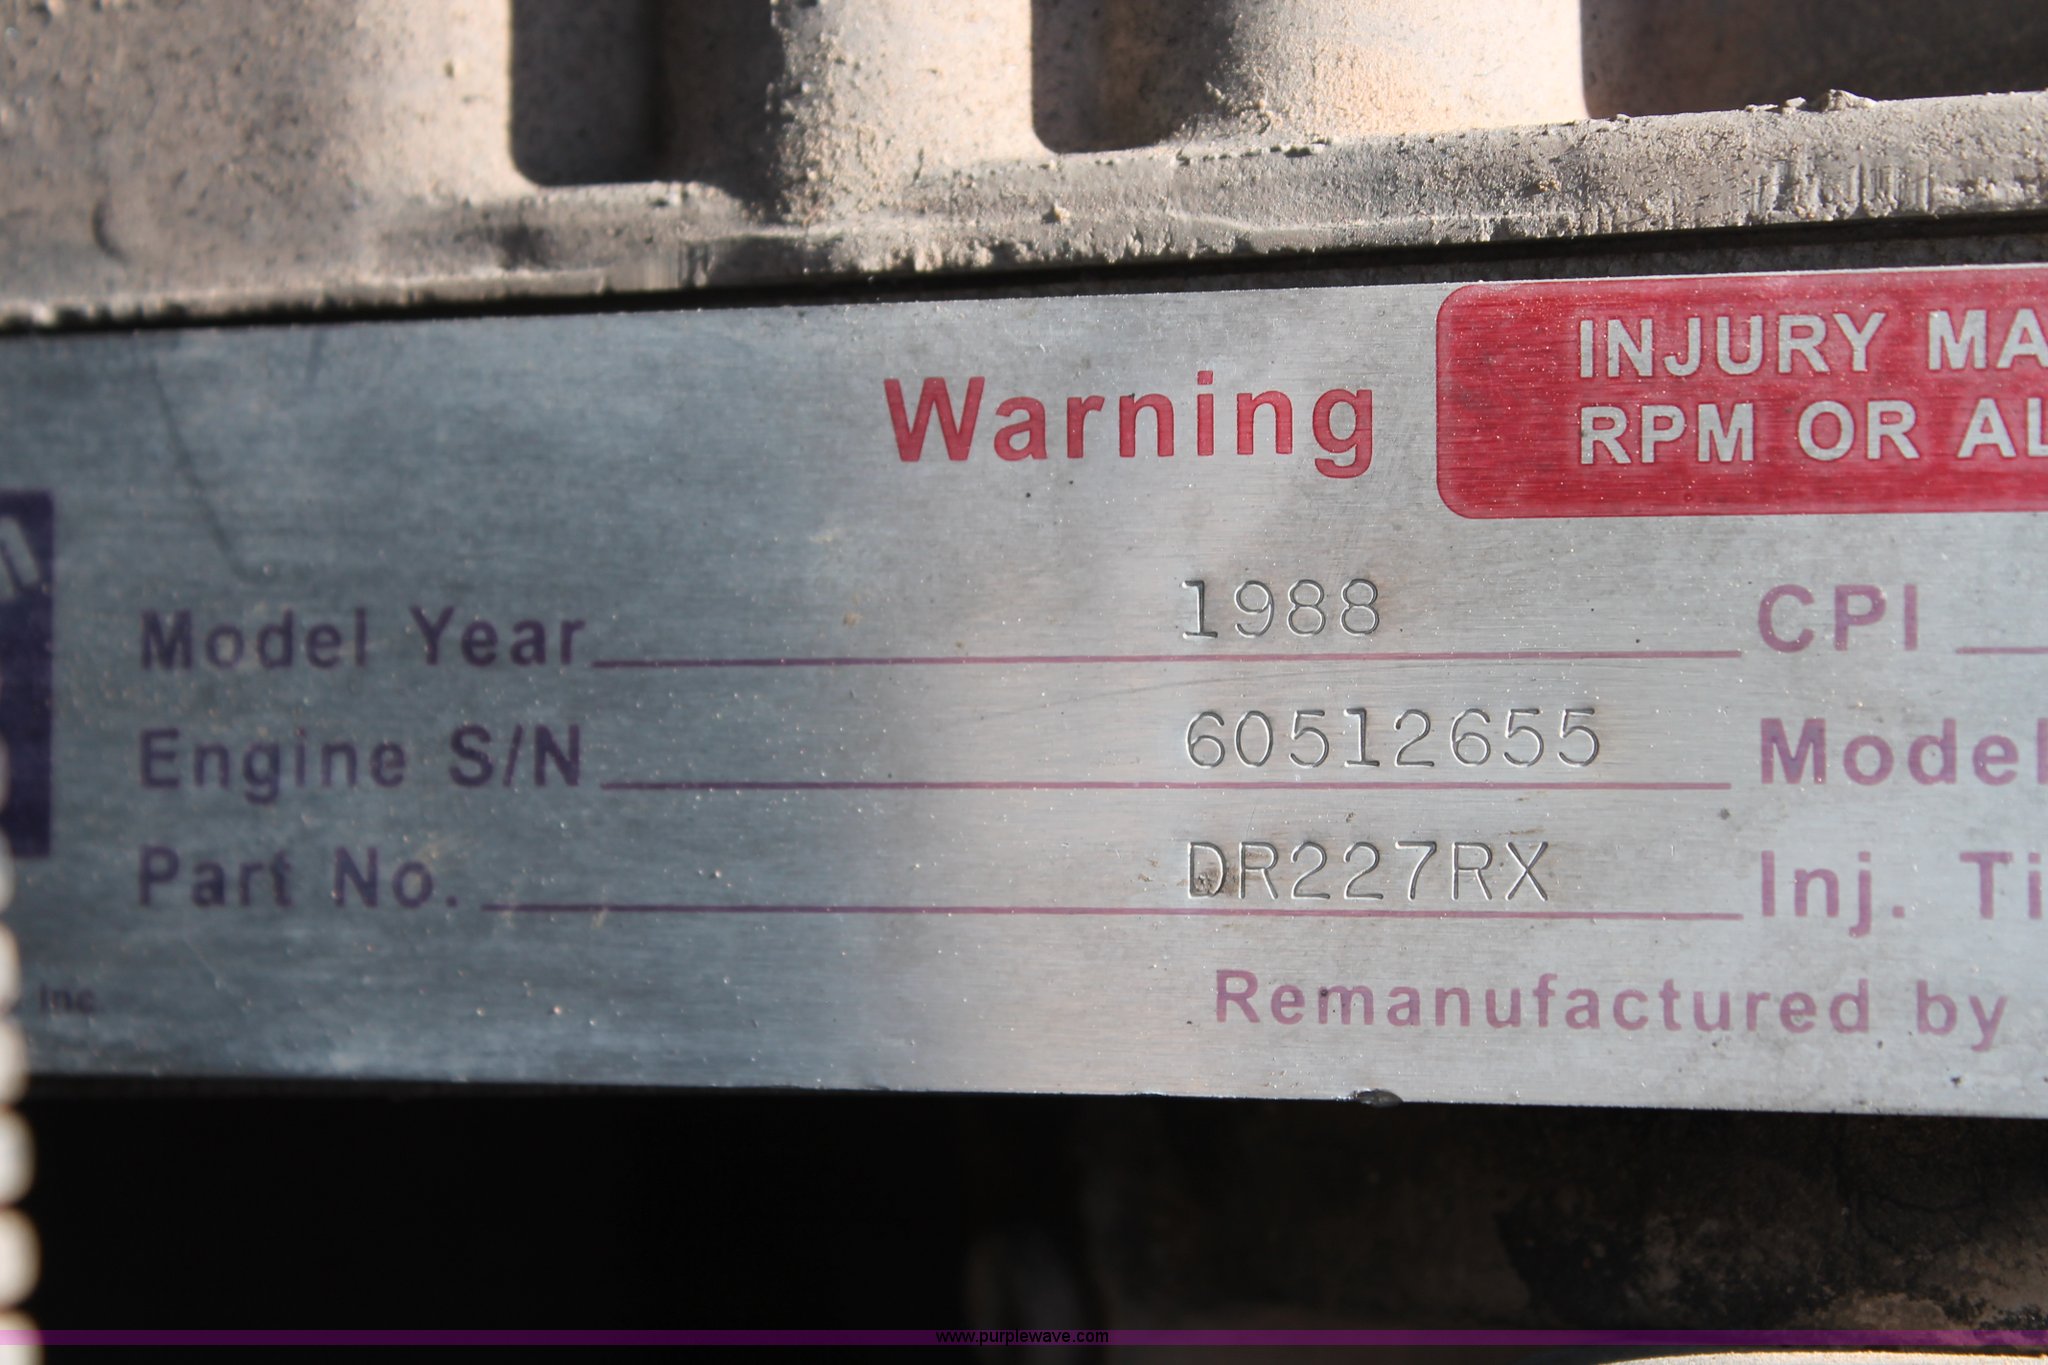 Warning
INJURY MA
RPM OR AL
Model Year 1988 CPI
Engine S/N 60512655 Model
Part No. DR227RX Inj. Ti
Remanufactured by
Inc.
www.purplewave.com